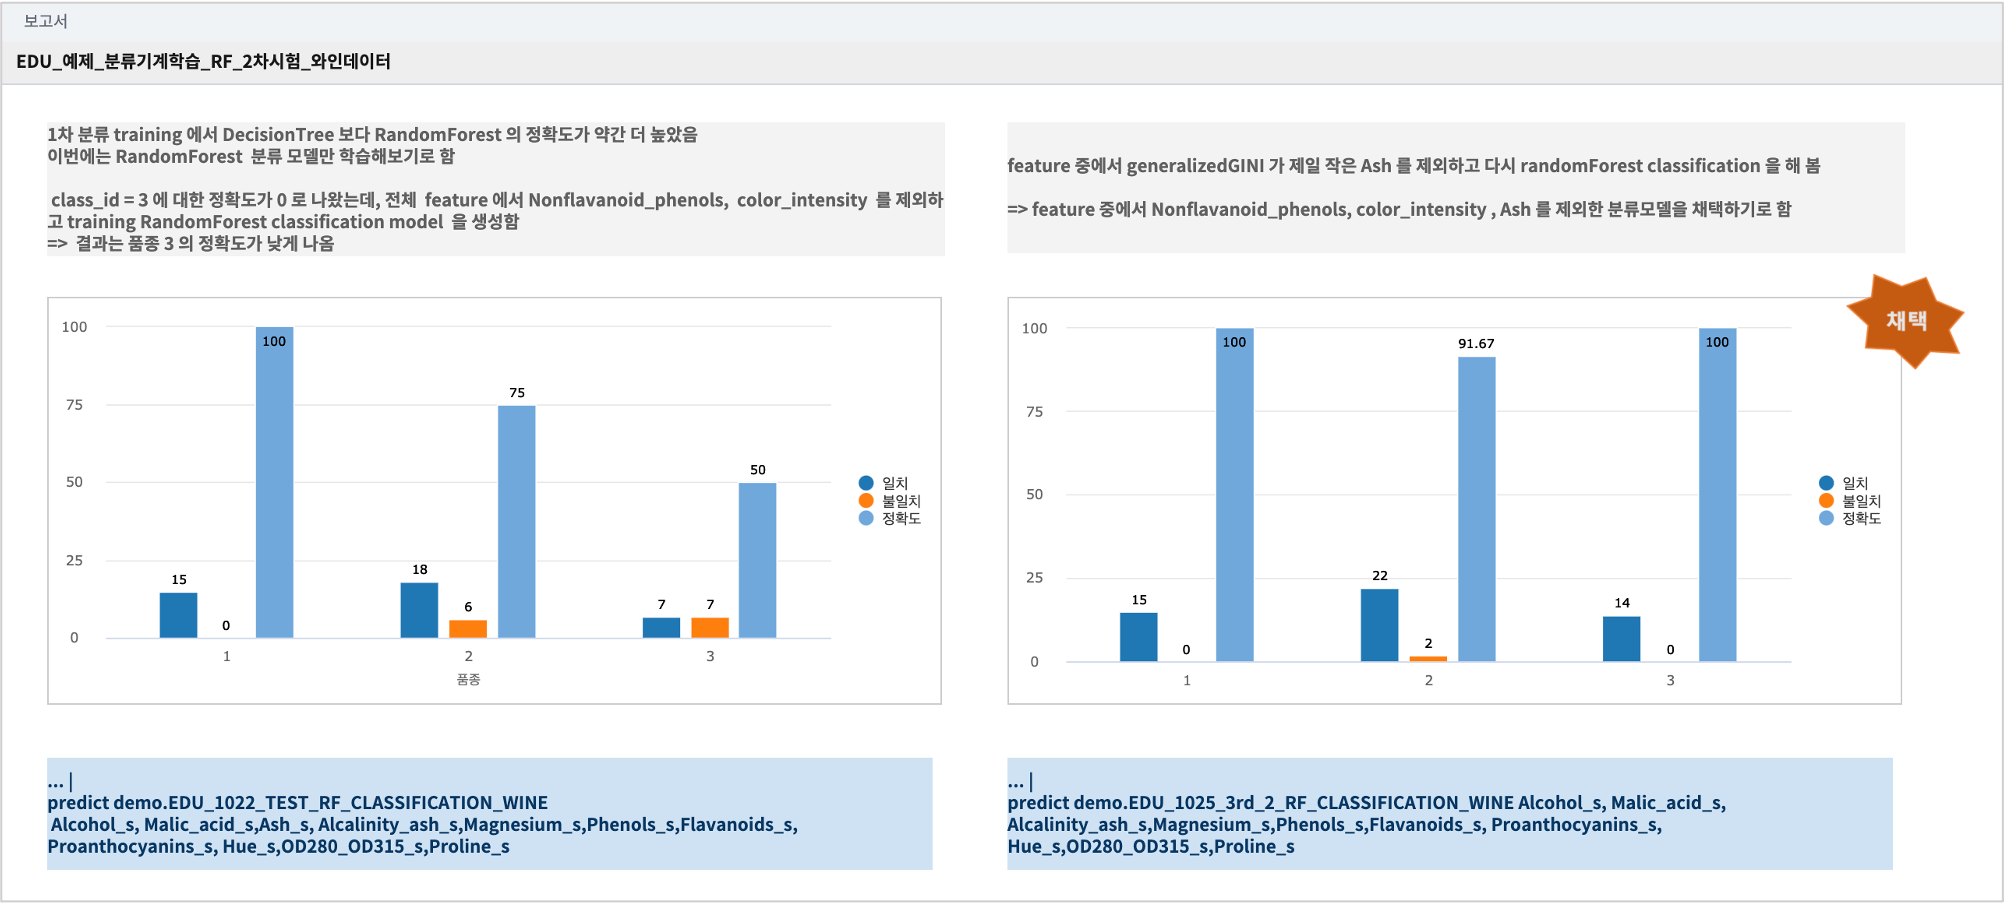 보고서
EDU_예제_분류기계학습_RF_2차시험_와인데이터
1차 분류 training 에서 DecisionTree 보다 RandomForest 의 정확도가 약간 더 높았음
이번에는 RandomForest 분류 모델만 학습해보기로 함
class_id = 3 에 대한 정확도가 0 로 나왔는데, 전체 feature 에서 Nonflavanoid_phenols, color_intensity 를 제외하
고 training RandomForest classification model 을 생성함
=> 결과는 품종 3 의 정확도가 낮게 나옴
feature 중에서 generalizedGINI 가 제일 작은 Ash 를 제외하고 다시 randomForest classification 을 해 봄
=> feature 중에서 Nonflavanoid_phenols, color_intensity , Ash 를 제외한 분류모델을 채택하기로 함
100
75
50
25
0
15
0
100
18
6
75
7
7
50
1
2
3
품종
일치
불일치
정확도
채택
100
75
50
25
0
15
0
100
22
2
91.67
14
0
100
1
2
3
일치
불일치
정확도
... |
predict demo.EDU_1022_TEST_RF_CLASSIFICATION_WINE
Alcohol_s, Malic_acid_s,Ash_s, Alcalinity_ash_s,Magnesium_s,Phenols_s,Flavanoids_s,
Proanthocyanins_s, Hue_s,OD280_OD315_s,Proline_s
... |
predict demo.EDU_1025_3rd_2_RF_CLASSIFICATION_WINE Alcohol_s, Malic_acid_s,
Alcalinity_ash_s,Magnesium_s,Phenols_s,Flavanoids_s, Proanthocyanins_s,
Hue_s,OD280_OD315_s,Proline_s